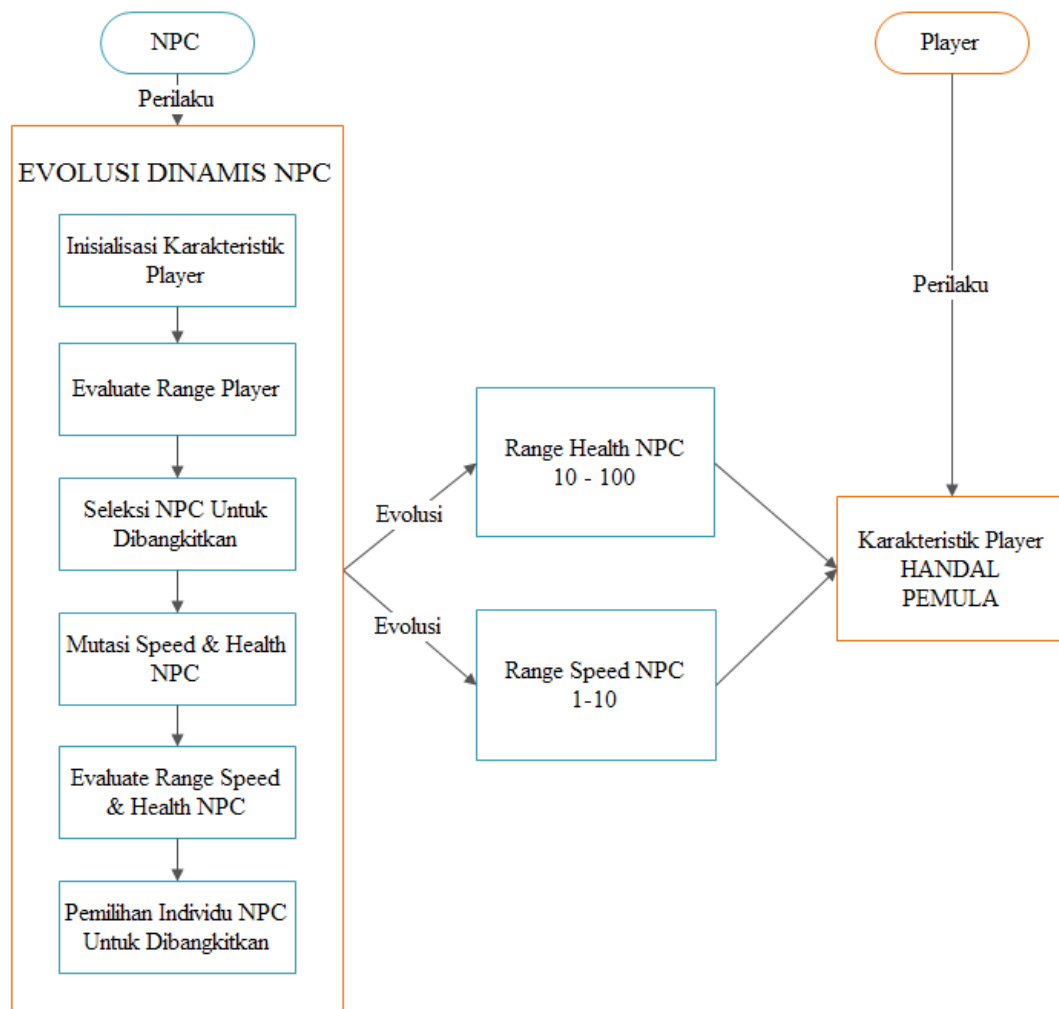 NPC
Player
Perilaku
EVOLUSI DINAMIS NPC
Inisialisasi Karakteristik
Player
Evaluate Range Player
Seleksi NPC Untuk
Dibangkitkan
Mutasi Speed & Health
NPC
Evaluate Range Speed
& Health NPC
Pemilihan Individu NPC
Untuk Dibangkitkan
Evolusi
Evolusi
Range Health NPC
10 - 100
Range Speed NPC
1-10
Perilaku
Karakteristik Player
HANDAL
PEMULA